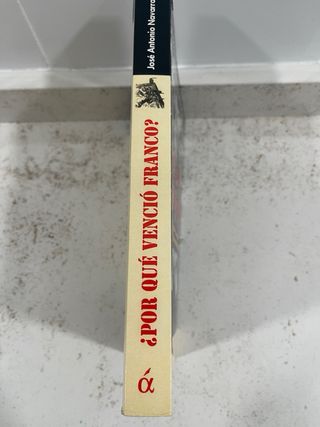 José Antonio Navarro
¿POR QUÉ VENCIÓ FRANCO?
ά